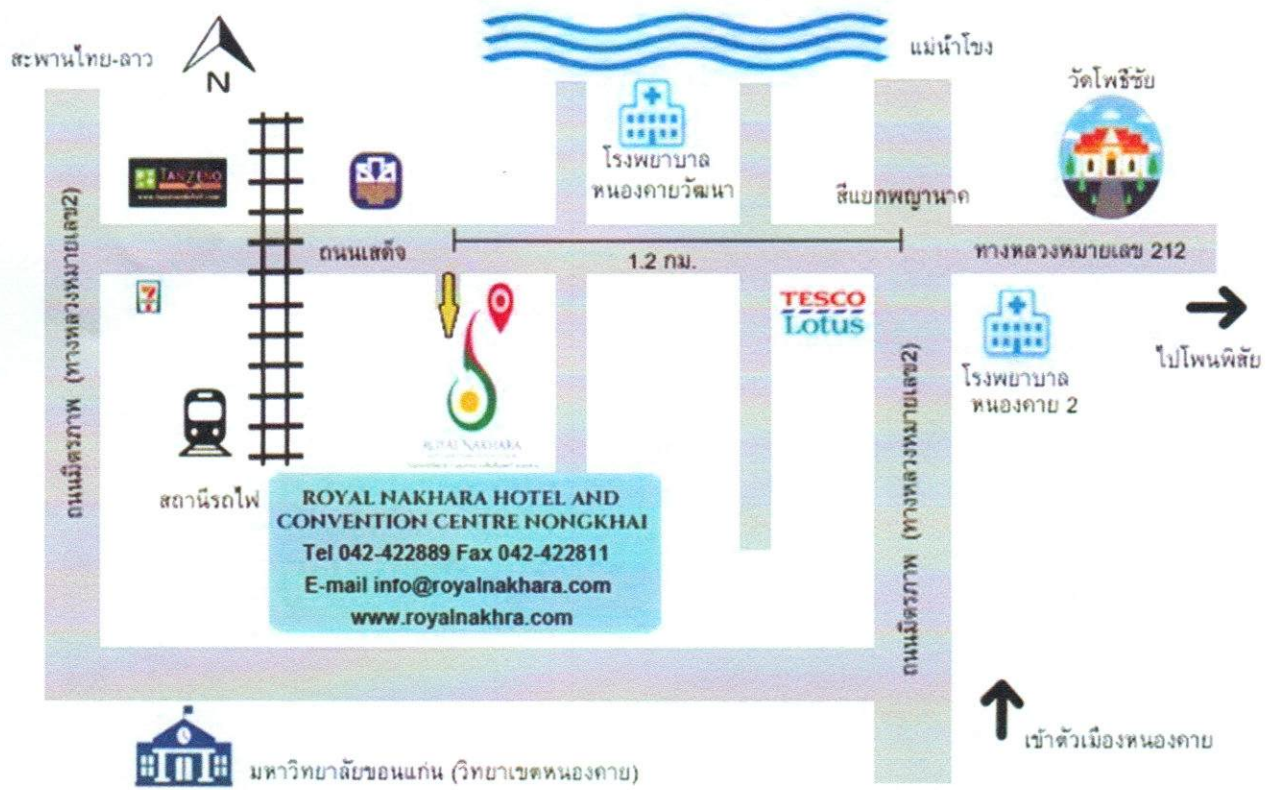 สะพานไทย-ลาว
N
แม่น้ำโขง
วัดโพธิ์ชัย
TANZENO
โรงพยาบาล
หนองคายวัฒนา
สี่แยกพญานาค
ถนนมิตรภาพ (ทางหลวงหมายเลข2)
ถนนเสด็จ
1.2 กม.
ทางหลวงหมายเลข 212
7
TESCO
Lotus
โรงพยาบาล
หนองคาย 2
ไปโพนพิสัย
ROYAL NAKHARA
ถนนมิตรภาพ (ทางหลวงหมายเลข2)
สถานีรถไฟ
ROYAL NAKHARA HOTEL AND
CONVENTION CENTRE NONGKHAI
Tel 042-422889 Fax 042-422811
E-mail info@royalnakhara.com
www.royalnakhra.com
เข้าตัวเมืองหนองคาย
มหาวิทยาลัยขอนแก่น (วิทยาเขตหนองคาย)